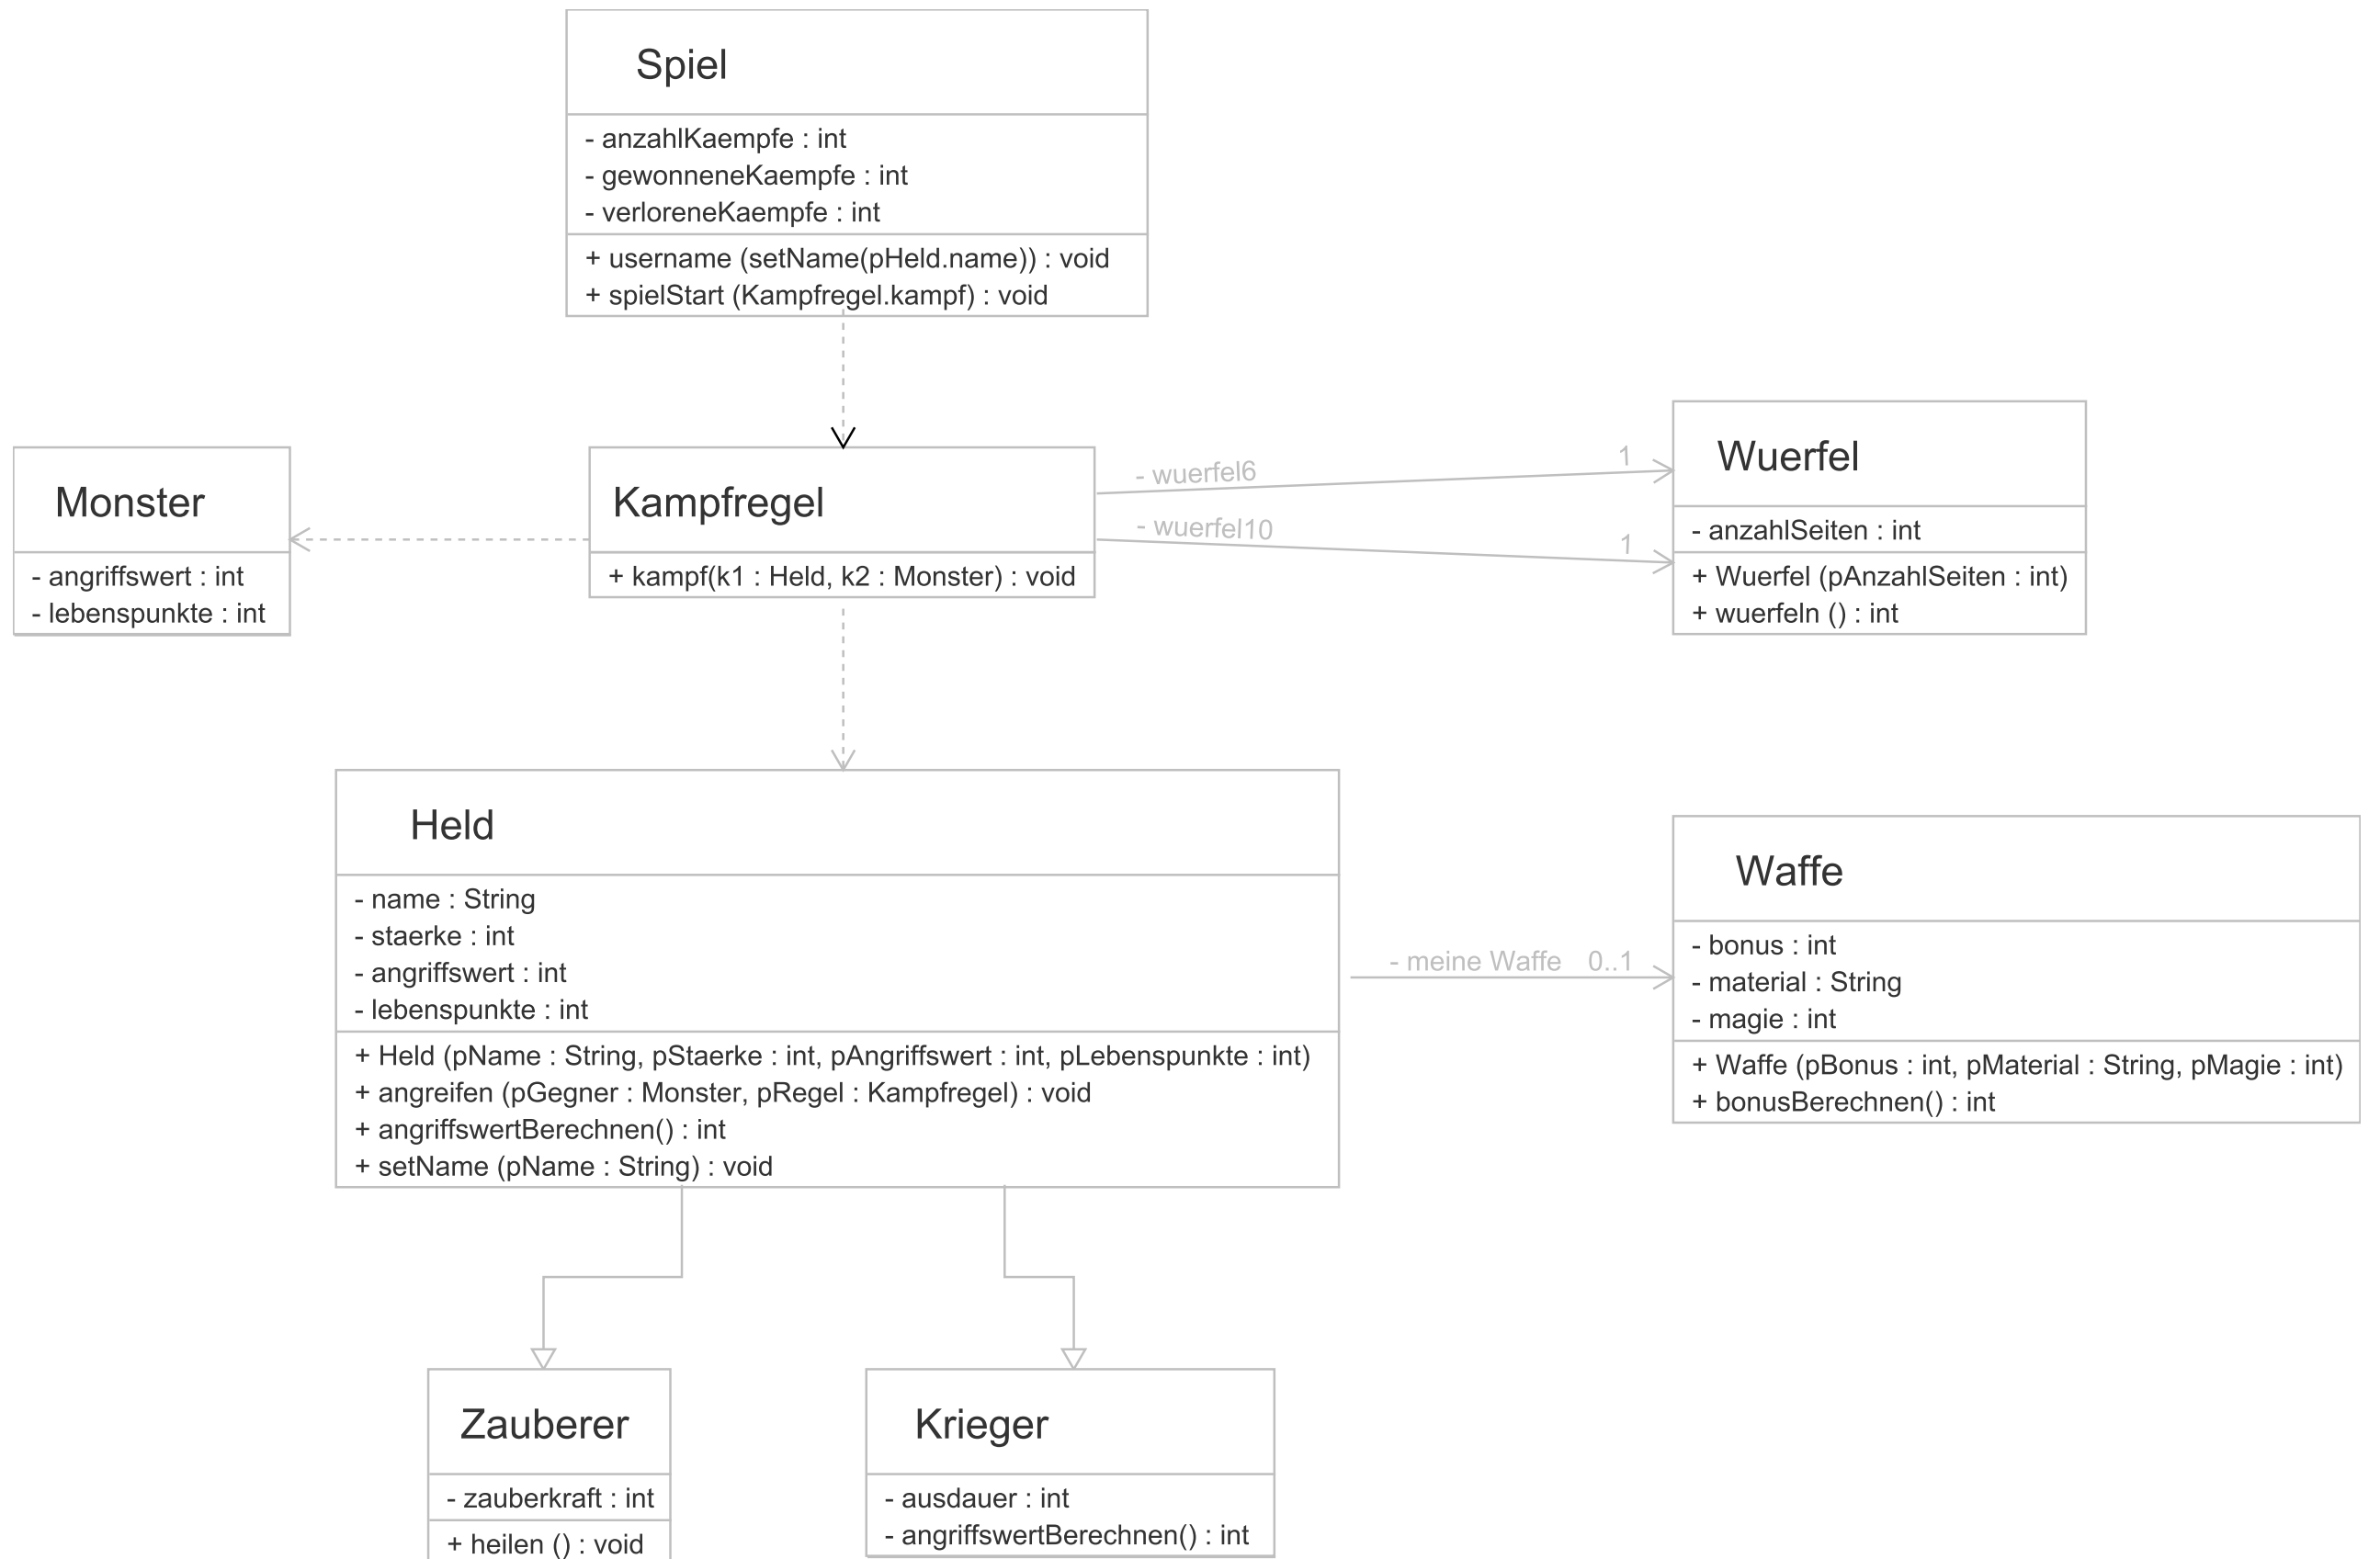 Spiel
- anzahlKaempfe : int
- gewonneneKaempfe : int
- verloreneKaempfe : int
+ username (setName(pHeld.name)) : void
+ spielStart (Kampfregel.kampf) : void
Monster
- angriffswert : int
- lebenspunkte : int
Kampfregel
+ kampf(k1 : Held, k2 : Monster) : void
- wuerfel6
1
- wuerfel10
1
Wuerfel
- anzahlSeiten : int
+ Wuerfel (pAnzahlSeiten : int)
+ wuerfeln () : int
Held
- name : String
- staerke : int
- angriffswert : int
- lebenspunkte : int
+ Held (pName : String, pStaerke : int, pAngriffswert : int, pLebenspunkte : int)
+ angreifen (pGegner : Monster, pRegel : Kampfregel) : void
+ angriffswertBerechnen() : int
+ setName (pName : String) : void
- meine Waffe 0..1
Waffe
- bonus : int
- material : String
- magie : int
+ Waffe (pBonus : int, pMaterial : String, pMagie : int)
+ bonusBerechnen() : int
Zauberer
- zauberkraft : int
+ heilen () : void
Krieger
- ausdauer : int
- angriffswertBerechnen() : int